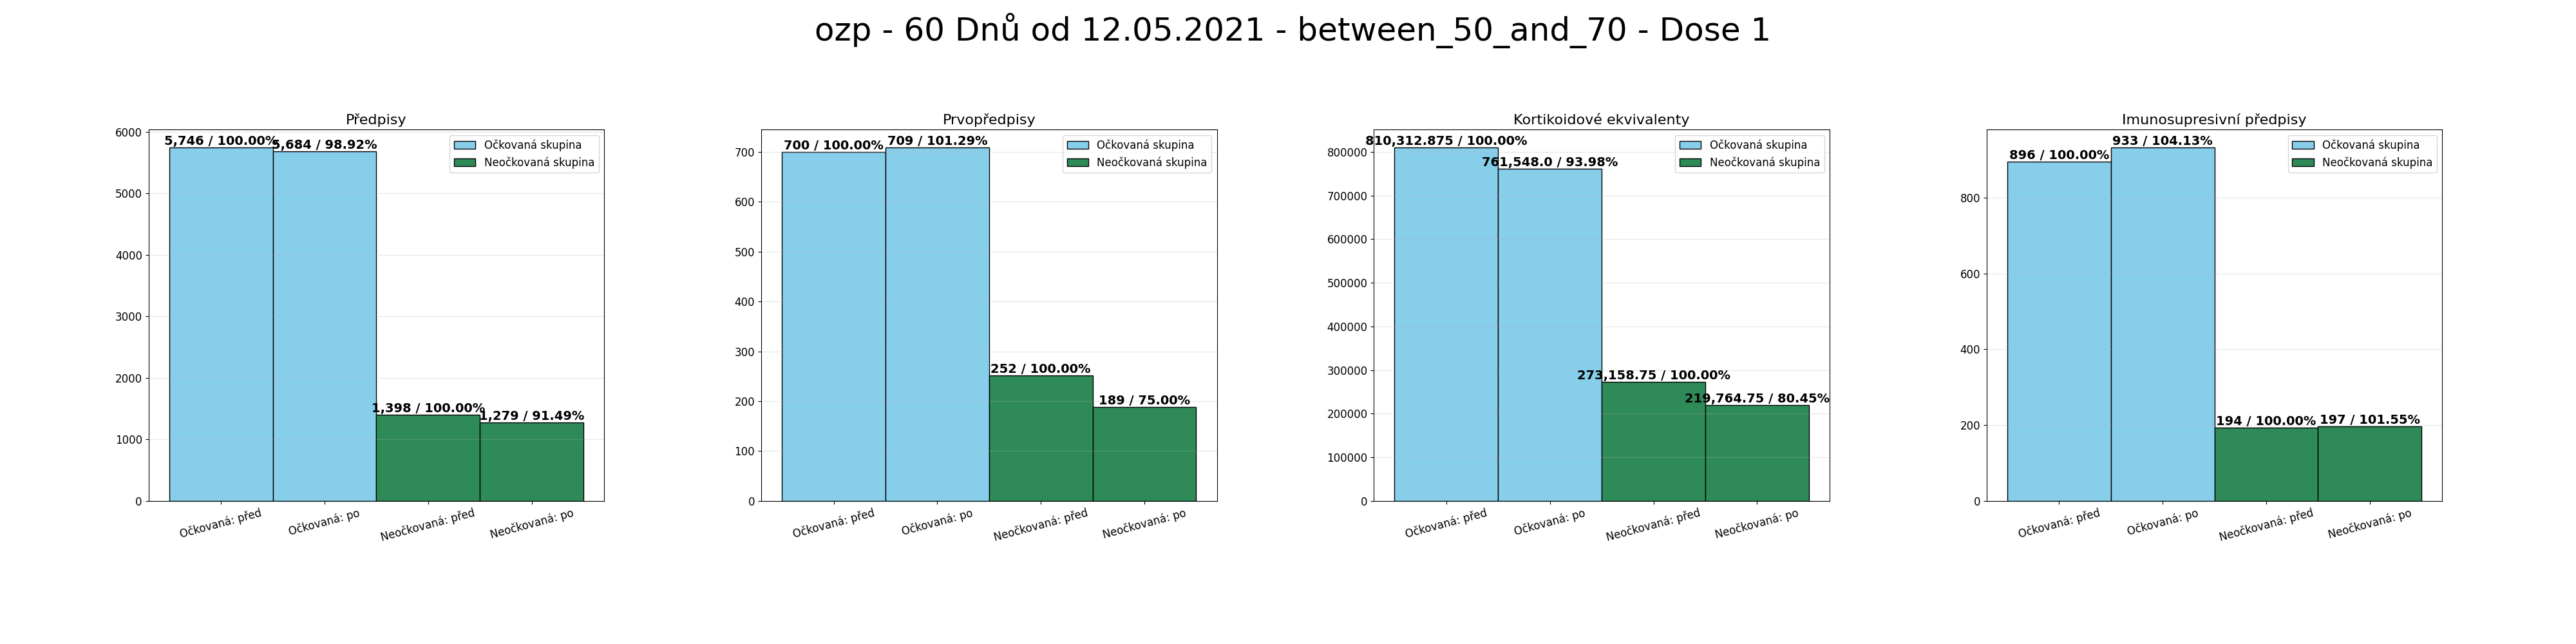 ozp - 60 Dnů od 12.05.2021 - between_50_and_70 - Dose 1
Předpisy
6000
5000
4000
3000
2000
1000
0
5,746 / 100.00%
5,684 / 98.92%
1,398 / 100.00%
1,279 / 91.49%
Očkovaná skupina
Neočkovaná skupina
Očkovaná: před
Očkovaná: po
Neočkovaná: před
Neočkovaná: po
Prvopředpisy
700
600
500
400
300
200
100
0
700 / 100.00%
709 / 101.29%
252 / 100.00%
189 / 75.00%
Očkovaná skupina
Neočkovaná skupina
Očkovaná: před
Očkovaná: po
Neočkovaná: před
Neočkovaná: po
Kortikoidové ekvivalenty
800000
700000
600000
500000
400000
300000
200000
100000
0
810,312.875 / 100.00%
761,548.0 / 93.98%
273,158.75 / 100.00%
219,764.75 / 80.45%
Očkovaná skupina
Neočkovaná skupina
Očkovaná: před
Očkovaná: po
Neočkovaná: před
Neočkovaná: po
Imunosupresivní předpisy
800
600
400
200
0
896 / 100.00%
933 / 104.13%
194 / 100.00%
197 / 101.55%
Očkovaná skupina
Neočkovaná skupina
Očkovaná: před
Očkovaná: po
Neočkovaná: před
Neočkovaná: po